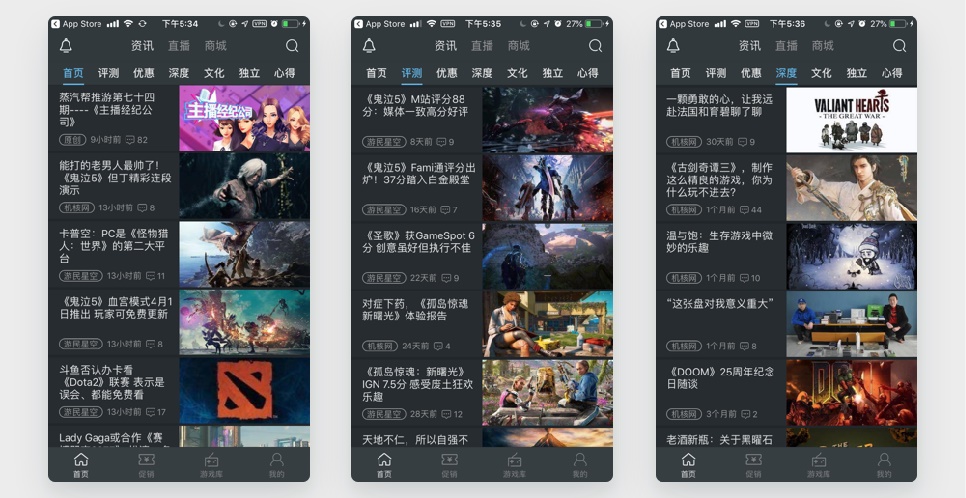 App Store
下午5:34
VPN
资讯 直播 商城
首页 评测 优惠 深度 文化 独立 心得
蒸汽帮推游第七十四
期----《主播经纪公
司》
原创 9小时前 82
主播经纪公司
能打的老男人最帅了!
《鬼泣6》但丁精彩连段
演示
机核网 13小时前 8
卡普空:PC是《怪物猎
人:世界》的第二大平
台
游民星空 13小时前 11
《鬼泣5》血宫模式4月1
日推出 玩家可免费更新
游民星空 13小时前 8
斗鱼否认办卡看
《Dota2》联赛 表示是
误会、都能免费看
游民星空 13小时前 17
Lady Gaga或合作《赛
首页 促销 游戏库 我的
App Store
VPN
下午5:35
27%
资讯 直播 商城
首页 评测 优惠 深度 文化 独立 心得
《鬼泣5》M站评分88
分:媒体一致高分好评
游民星空 8天前 9
《鬼泣5》Fami通评分出
炉!37分踏入白金殿堂
游民星空 16天前 7
《圣歌》获GameSpot 6
分 创意虽好但执行不佳
游民星空 22天前 9
对症下药，《孤岛惊魂
新曙光》体验报告
机核网 24天前 4
《孤岛惊魂：新曙光》
IGN 7.5分 感受废土狂欢
乐趣
游民星空 28天前 12
天地不仁，所以自强不
首页 促销 游戏库 我的
App Store
VPN
下午5:35
27%
资讯 直播 商城
首页 评测 优惠 深度 文化 独立 心得
一颗勇敢的心，让我远
赴法国和育碧聊了聊
机核网 30天前 9
VALIANT HEARTS
- THE GREAT WAR -
《古剑奇谭三》，制作
这么精良的游戏，你为
什么玩不进去?
机核网 1个月前 44
温与饱：生存游戏中微
妙的乐趣
机核网 1个月前 10
“这张盘对我意义重大”
机核网 1个月前 8
《DOOM》25周年纪念
日随谈
机核网 3个月前 2
老酒新瓶：关于黑曜石
首页 促销 游戏库 我的